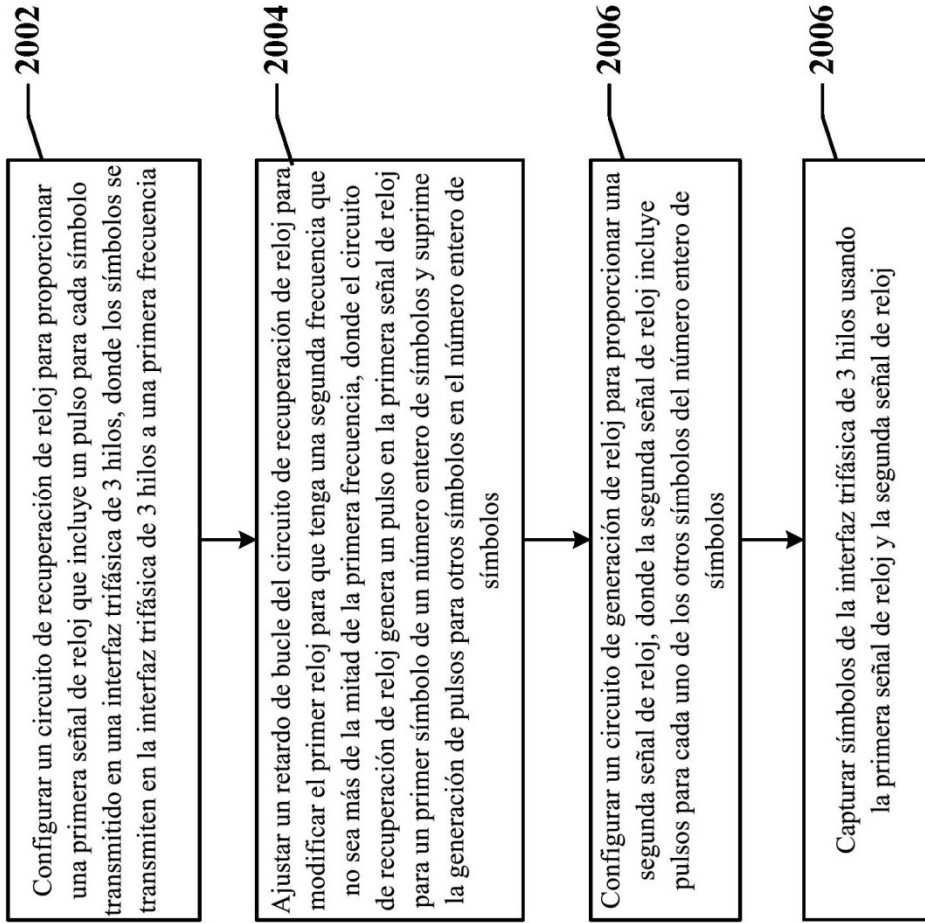 2002
Configurar un circuito de recuperación de reloj para proporcionar
una primera señal de reloj que incluye un pulso para cada símbolo
transmitido en una interfaz trifásica de 3 hilos, donde los símbolos se
transmiten en la interfaz trifásica de 3 hilos a una primera frecuencia
2004
Ajustar un retardo de bucle del circuito de recuperación de reloj para
modificar el primer reloj para que tenga una segunda frecuencia que
no sea más de la mitad de la primera frecuencia, donde el circuito
de recuperación de reloj genera un pulso en la primera señal de reloj
para un primer símbolo de un número entero de símbolos y suprime
la generación de pulsos para otros símbolos en el número entero de
símbolos
2006
Configurar un circuito de generación de reloj para proporcionar una
segunda señal de reloj, donde la segunda señal de reloj incluye
pulsos para cada uno de los otros símbolos del número entero de
símbolos
2006
Capturar símbolos de la interfaz trifásica de 3 hilos usando
la primera señal de reloj y la segunda señal de reloj